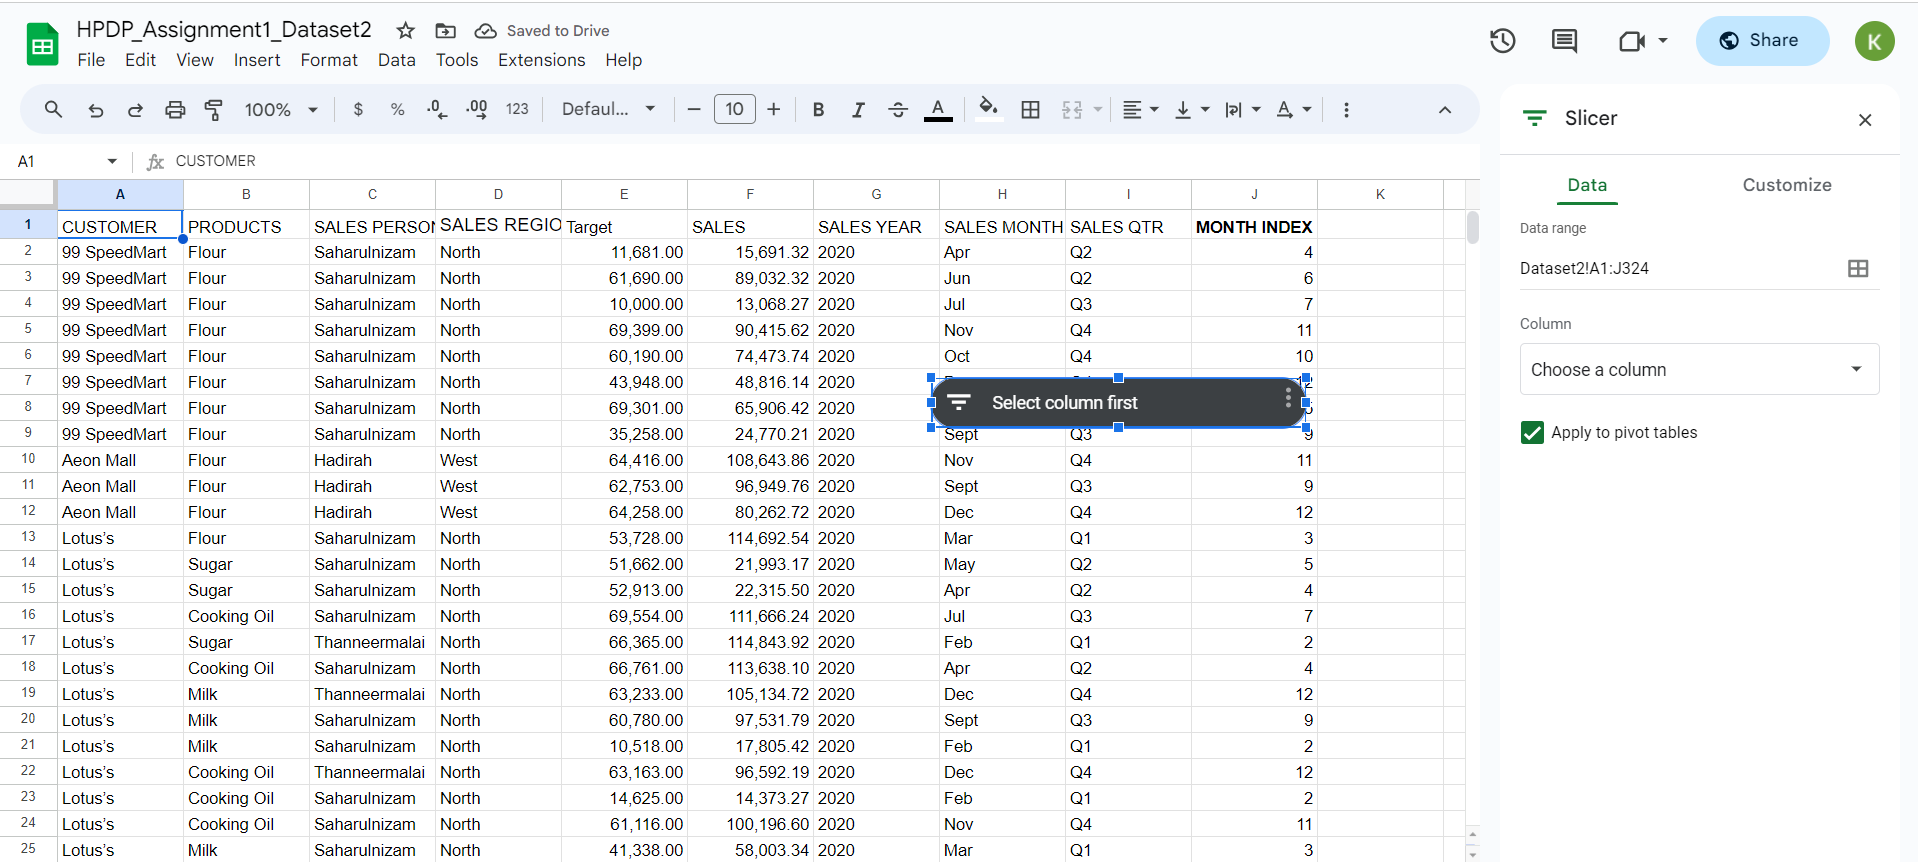 HPDP_Assignment1_Dataset2 Saved to Drive
File Edit View Insert Format Data Tools Extensions Help
Share
K
100% $ % .0 .00 123 Defaul... 10 B I S A
A1 fx CUSTOMER
A B C D E F G H I J K
1 CUSTOMER PRODUCTS SALES PERSON SALES REGIO Target SALES SALES YEAR SALES MONTH SALES QTR MONTH INDEX
2 99 SpeedMart Flour Saharulnizam North 11,681.00 15,691.32 2020 Apr Q2 4
3 99 SpeedMart Flour Saharulnizam North 61,690.00 89,032.32 2020 Jun Q2 6
4 99 SpeedMart Flour Saharulnizam North 10,000.00 13,068.27 2020 Jul Q3 7
5 99 SpeedMart Flour Saharulnizam North 69,399.00 90,415.62 2020 Nov Q4 11
6 99 SpeedMart Flour Saharulnizam North 60,190.00 74,473.74 2020 Oct Q4 10
7 99 SpeedMart Flour Saharulnizam North 43,948.00 48,816.14 2020
8 99 SpeedMart Flour Saharulnizam North 69,301.00 65,906.42 2020
Select column first
9 99 SpeedMart Flour Saharulnizam North 35,258.00 24,770.21 2020 Sept Q3 9
10 Aeon Mall Flour Hadirah West 64,416.00 108,643.86 2020 Nov Q4 11
11 Aeon Mall Flour Hadirah West 62,753.00 96,949.76 2020 Sept Q3 9
12 Aeon Mall Flour Hadirah West 64,258.00 80,262.72 2020 Dec Q4 12
13 Lotus's Flour Saharulnizam North 53,728.00 114,692.54 2020 Mar Q1 3
14 Lotus's Sugar Saharulnizam North 51,662.00 21,993.17 2020 May Q2 5
15 Lotus's Sugar Saharulnizam North 52,913.00 22,315.50 2020 Apr Q2 4
16 Lotus's Cooking Oil Saharulnizam North 69,554.00 111,666.24 2020 Jul Q3 7
17 Lotus's Sugar Thanneermalai North 66,365.00 114,843.92 2020 Feb Q1 2
18 Lotus's Cooking Oil Saharulnizam North 66,761.00 113,638.10 2020 Apr Q2 4
19 Lotus's Milk Thanneermalai North 63,233.00 105,134.72 2020 Dec Q4 12
20 Lotus's Milk Saharulnizam North 60,780.00 97,531.79 2020 Sept Q3 9
21 Lotus's Milk Saharulnizam North 10,518.00 17,805.42 2020 Feb Q1 2
22 Lotus's Cooking Oil Thanneermalai North 63,163.00 96,592.19 2020 Dec Q4 12
23 Lotus's Cooking Oil Saharulnizam North 14,625.00 14,373.27 2020 Feb Q1 2
24 Lotus's Cooking Oil Saharulnizam North 61,116.00 100,196.60 2020 Nov Q4 11
25 Lotus's Milk Saharulnizam North 41,338.00 58,003.34 2020 Mar Q1 3
Slicer
Data Customize
Data range
Dataset2!A1:J324
Column
Choose a column
Apply to pivot tables